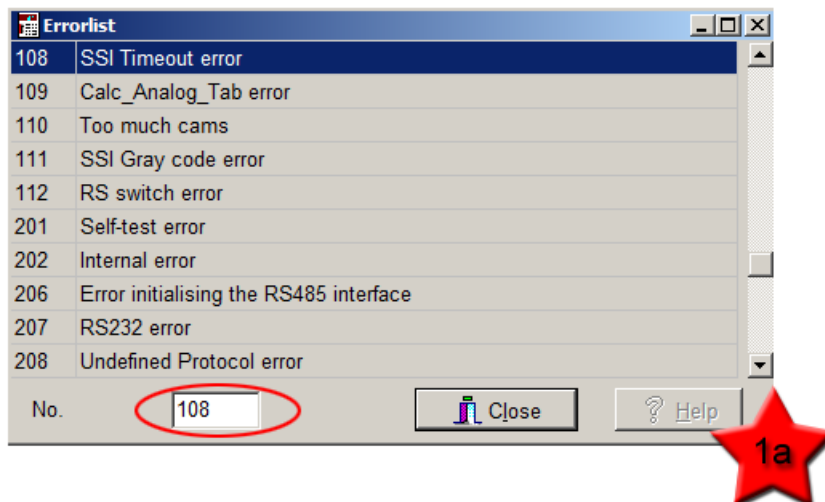 Errorlist
108 SSI Timeout error
109 Calc_Analog_Tab error
110 Too much cams
111 SSI Gray code error
112 RS switch error
201 Self-test error
202 Internal error
206 Error initialising the RS485 interface
207 RS232 error
208 Undefined Protocol error
No. 108 Close ? Help
1a